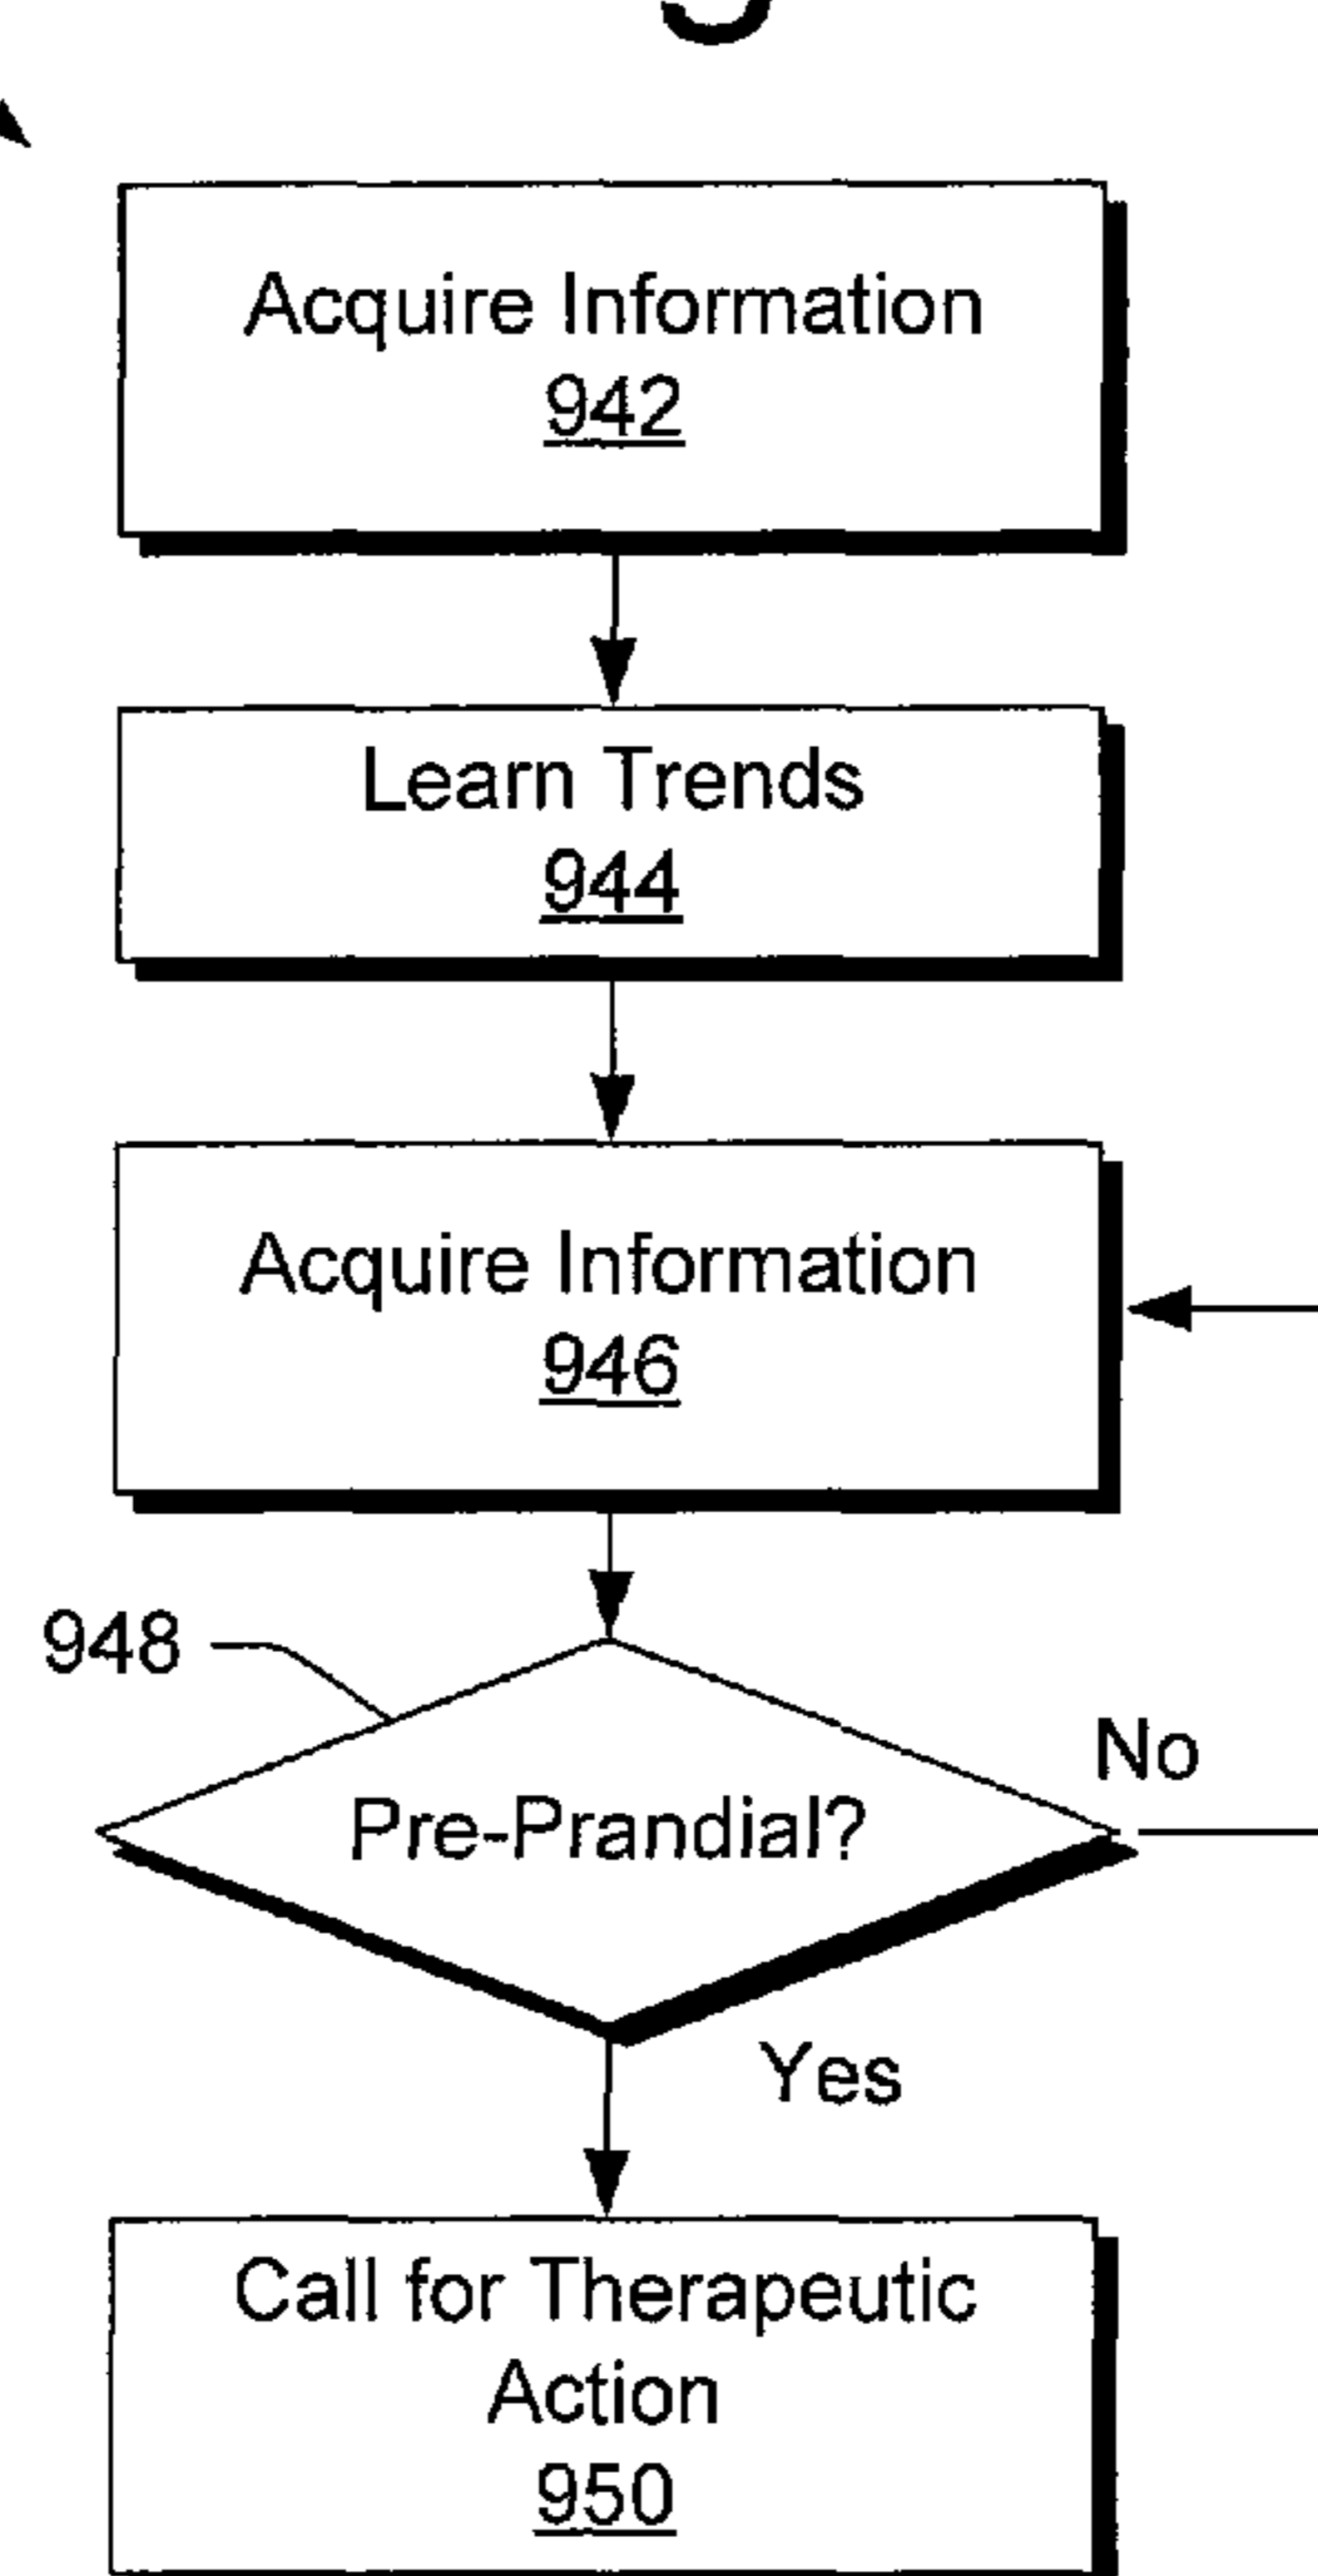 Acquire Information
942
Learn Trends
944
Acquire Information
946
948
No
Pre-Prandial?
Yes
Call for Therapeutic
Action
950